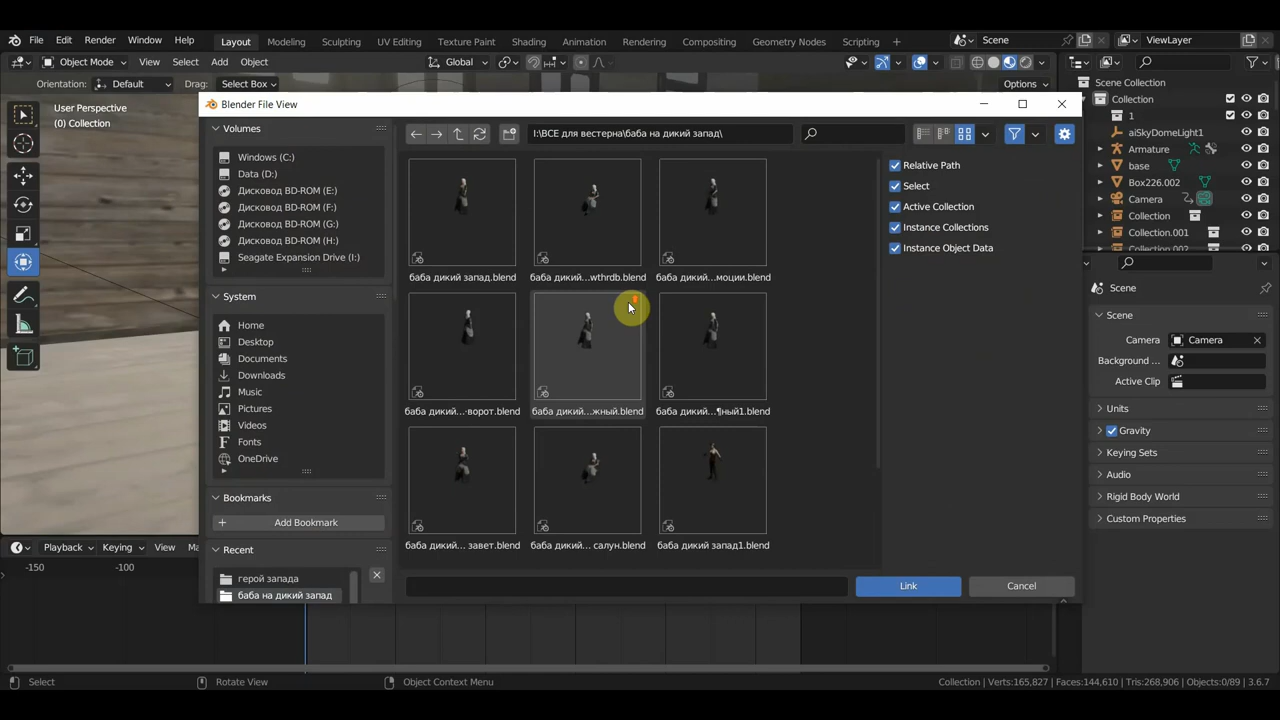 File Edit Render Window Help Layout Modeling Sculpting UV Editing Texture Paint Shading Animation Rendering Compositing Geometry Nodes Scripting + Scene ViewLayer
Object Mode View Select Add Object Global
Orientation: Default Drag: Select Box Options
User Perspective
(0) Collection
Scene Collection
Collection
1
aiSkyDomeLight1
Armature
base
Box226.002
Camera
Collection
Collection.001
Collection.002
Blender File View
Volumes
Windows (C:)
Data (D:)
Дисковод BD-ROM (E:)
Дисковод BD-ROM (F:)
Дисковод BD-ROM (G:)
Дисковод BD-ROM (H:)
Seagate Expansion Drive (I:)
System
Home
Desktop
Documents
Downloads
Music
Pictures
Videos
Fonts
OneDrive
Bookmarks
Add Bookmark
Recent
герой запада
баба на дикий запад
I:\ВСЕ для вестерна\баба на дикий запад\
баба дикий запад.blend баба дикий...wthrdb.blend баба дикий...моции.blend
баба дикий...ворот.blend баба дикий...жный.blend баба дикий...¶ный1.blend
баба дикий... завет.blend баба дикий... салун.blend баба дикий запад1.blend
Link Cancel
Relative Path
Select
Active Collection
Instance Collections
Instance Object Data
Scene
Scene
Camera Camera
Background ...
Active Clip
Units
Gravity
Keying Sets
Audio
Rigid Body World
Custom Properties
Playback Keying View
-150 -100
Select Rotate View Object Context Menu Collection | Verts:165,827 | Faces:144,610 | Tris:268,906 | Objects:0/89 | 3.6.7